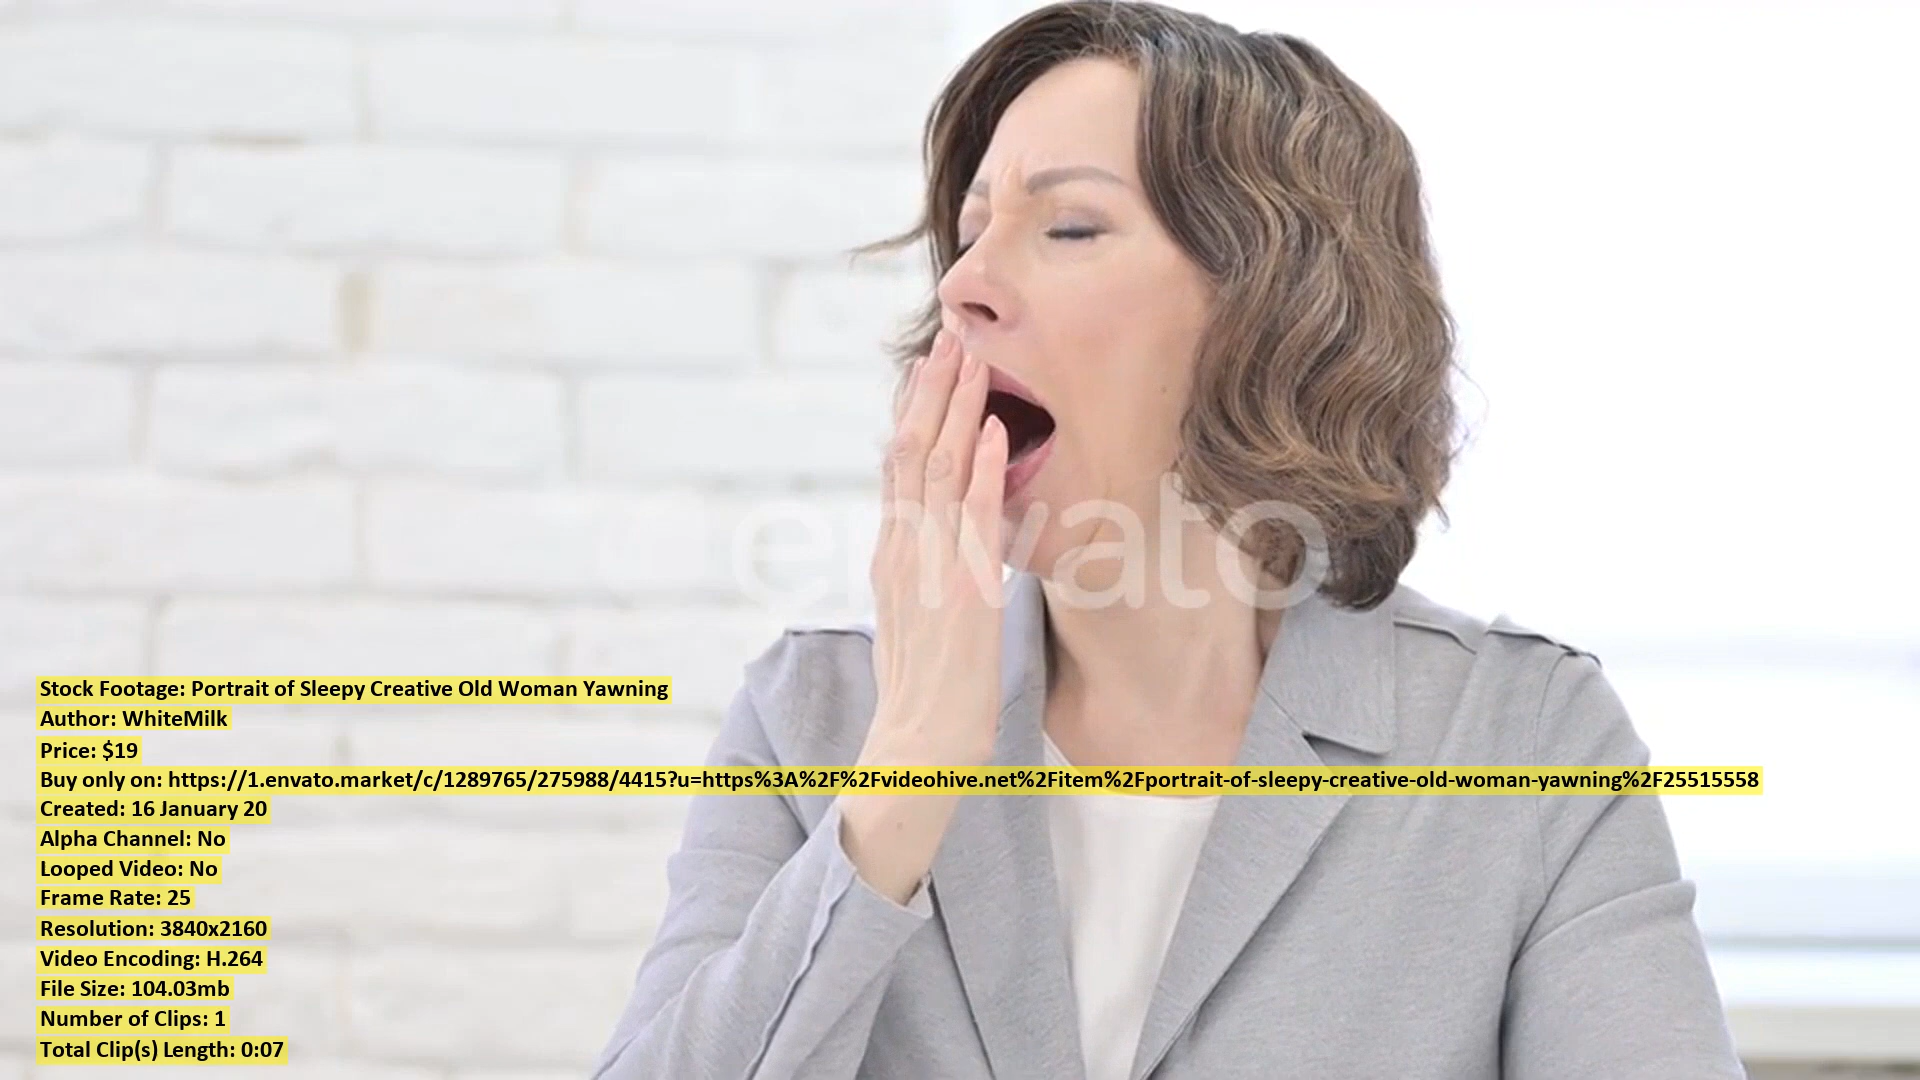 envato
Stock Footage: Portrait of Sleepy Creative Old Woman Yawning
Author: WhiteMilk
Price: $19
Buy only on: https://1.envato.market/c/1289765/275988/4415?u=https%3A%2F%2Fvideohive.net%2Fitem%2Fportrait-of-sleepy-creative-old-woman-yawning%2F25515558
Created: 16 January 20
Alpha Channel: No
Looped Video: No
Frame Rate: 25
Resolution: 3840x2160
Video Encoding: H.264
File Size: 104.03mb
Number of Clips: 1
Total Clip(s) Length: 0:07